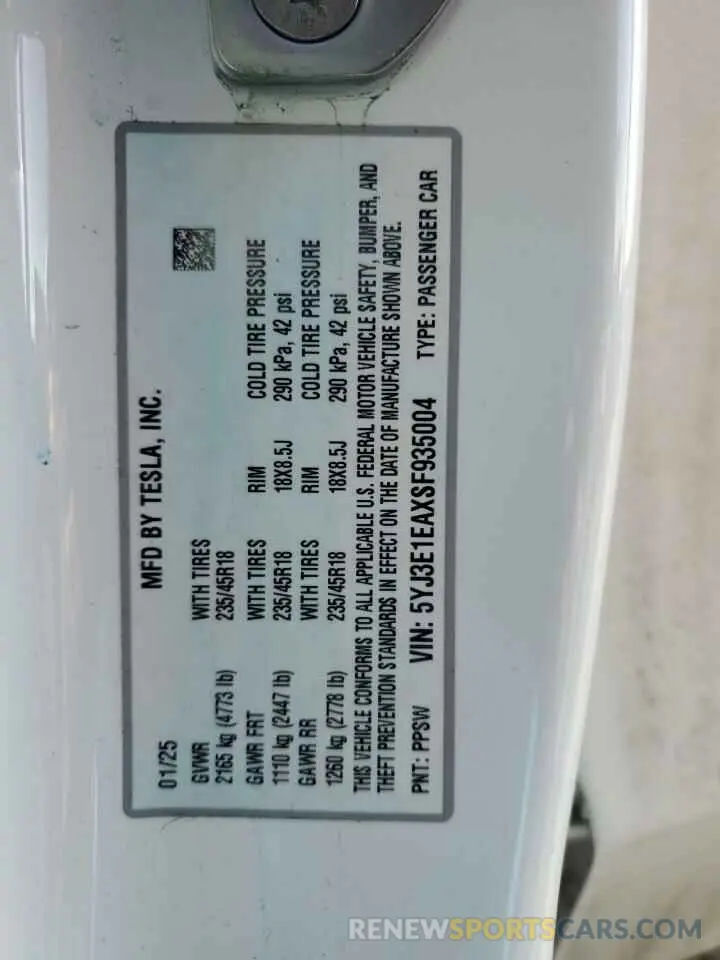 MFD BY TESLA, INC.
01/25
GVWR WITH TIRES
2165 kg (4773 lb) 235/45R18
GAWR FRT WITH TIRES RIM COLD TIRE PRESSURE
1110 kg (2447 lb) 235/45R18 18X8.5J 290 kPa, 42 psi
GAWR RR WITH TIRES RIM COLD TIRE PRESSURE
1260 kg (2778 lb) 235/45R18 18X8.5J 290 kPa, 42 psi
THIS VEHICLE CONFORMS TO ALL APPLICABLE U.S. FEDERAL MOTOR VEHICLE SAFETY, BUMPER, AND
THEFT PREVENTION STANDARDS IN EFFECT ON THE DATE OF MANUFACTURE SHOWN ABOVE.
PNT: PPSW VIN: 5YJ3E1EAXSF935004 TYPE: PASSENGER CAR
RENEWSPORTSCARS.COM